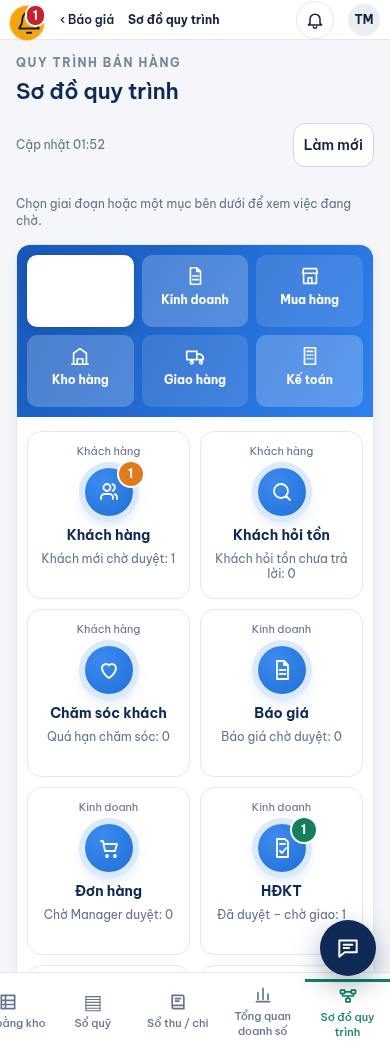 1
‹ Báo giá Sơ đồ quy trình
TM
QUY TRÌNH BÁN HÀNG
Sơ đồ quy trình
Cập nhật 01:52
Làm mới
Chọn giai đoạn hoặc một mục bên dưới để xem việc đang
chờ.
Kinh doanh
Mua hàng
Kho hàng
Giao hàng
Kế toán
Khách hàng
1
Khách hàng
Khách mới chờ duyệt: 1
Khách hàng
Khách hỏi tồn
Khách hỏi tồn chưa trả
lời: 0
Khách hàng
Chăm sóc khách
Quá hạn chăm sóc: 0
Kinh doanh
Báo giá
Báo giá chờ duyệt: 0
Kinh doanh
Đơn hàng
Chờ Manager duyệt: 0
Kinh doanh
1
HĐKT
Đã duyệt – chờ giao: 1
bảng kho
Sổ quỹ
Sổ thu / chi
Tổng quan
doanh số
Sơ đồ quy
trình